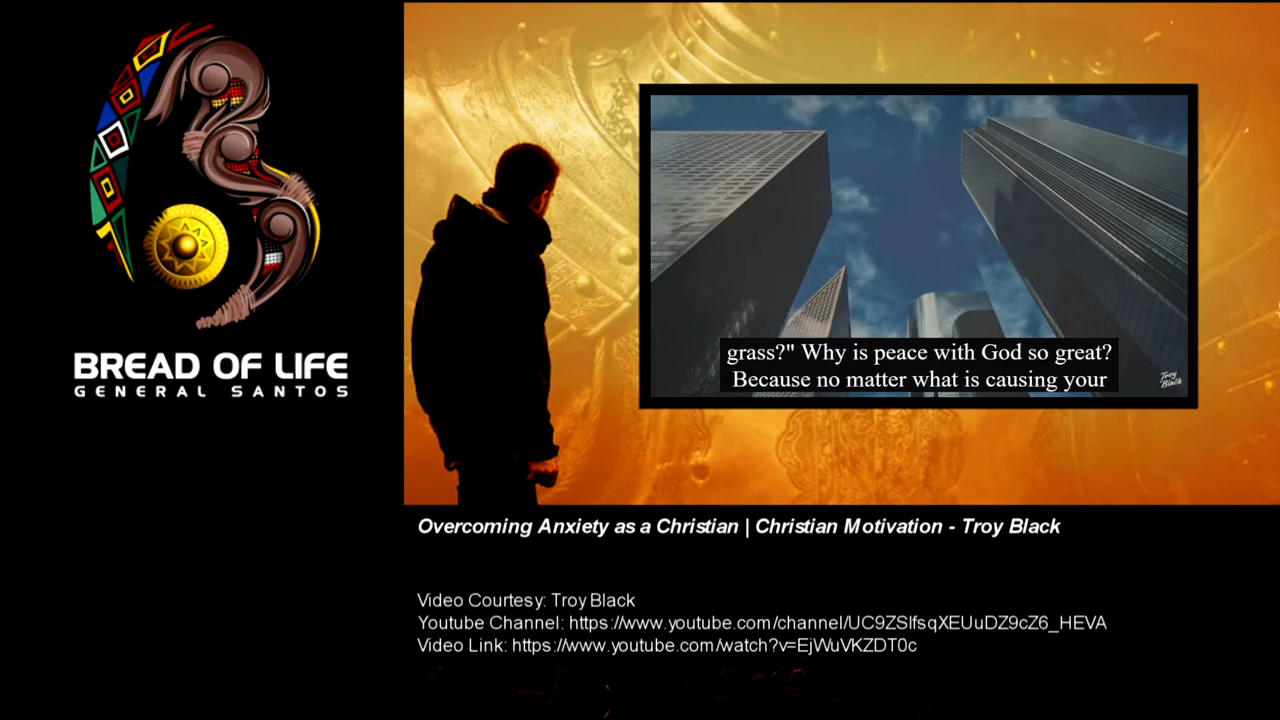 BREAD OF LIFE
GENERAL SANTOS
grass?" Why is peace with God so great?
Because no matter what is causing your
Troy
Black
Overcoming Anxiety as a Christian | Christian Motivation - Troy Black
Video Courtesy: Troy Black
Youtube Channel: https://www.youtube.com/channel/UC9ZSlfsqXEUuDZ9cZ6_HEVA
Video Link: https://www.youtube.com/watch?v=EjWuVKZDT0c